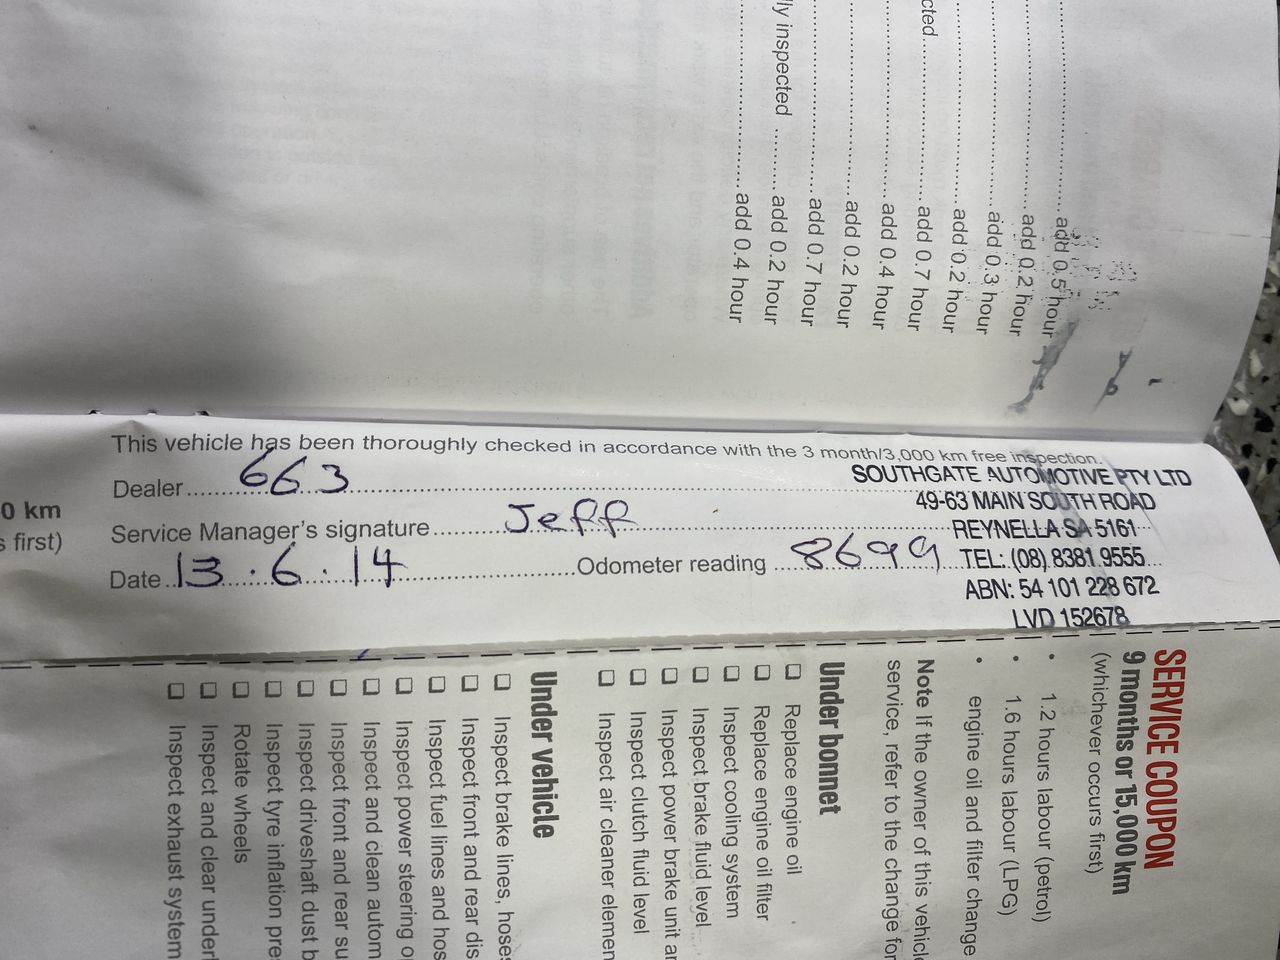 This vehicle has been thoroughly checked in accordance with the 3 month/3,000 km free inspection.
Dealer 663
Service Manager's signature Jeff
Date 13.6.14 Odometer reading 8699
SOUTHGATE AUTOMOTIVE PTY LTD
49-63 MAIN SOUTH ROAD
REYNELLA SA 5161
TEL: (08) 8381 9555
ABN: 54 101 228 672
LVD 152678
0 km
s first)
add 0.5 hour
add 0.2 hour
add 0.3 hour
add 0.2 hour
cted add 0.7 hour
add 0.4 hour
add 0.2 hour
add 0.7 hour
lly inspected add 0.2 hour
add 0.4 hour
SERVICE COUPON
9 months or 15,000 km
(whichever occurs first)
• 1.2 hours labour (petrol)
• 1.6 hours labour (LPG)
• engine oil and filter change
Note If the owner of this vehicle
service, refer to the change for
Under bonnet
❑ Replace engine oil
❑ Replace engine oil filter
❑ Inspect cooling system
❑ Inspect brake fluid level
❑ Inspect power brake unit
❑ Inspect clutch fluid level
❑ Inspect air cleaner elemen
Under vehicle
❑ Inspect brake lines, hoses
❑ Inspect front and rear dis
❑ Inspect fuel lines and hos
❑ Inspect power steering
❑ Inspect and clean autom
❑ Inspect front and rear su
❑ Inspect driveshaft dust b
❑ Inspect tyre inflation pre
❑ Rotate wheels
❑ Inspect and clear under
❑ Inspect exhaust system